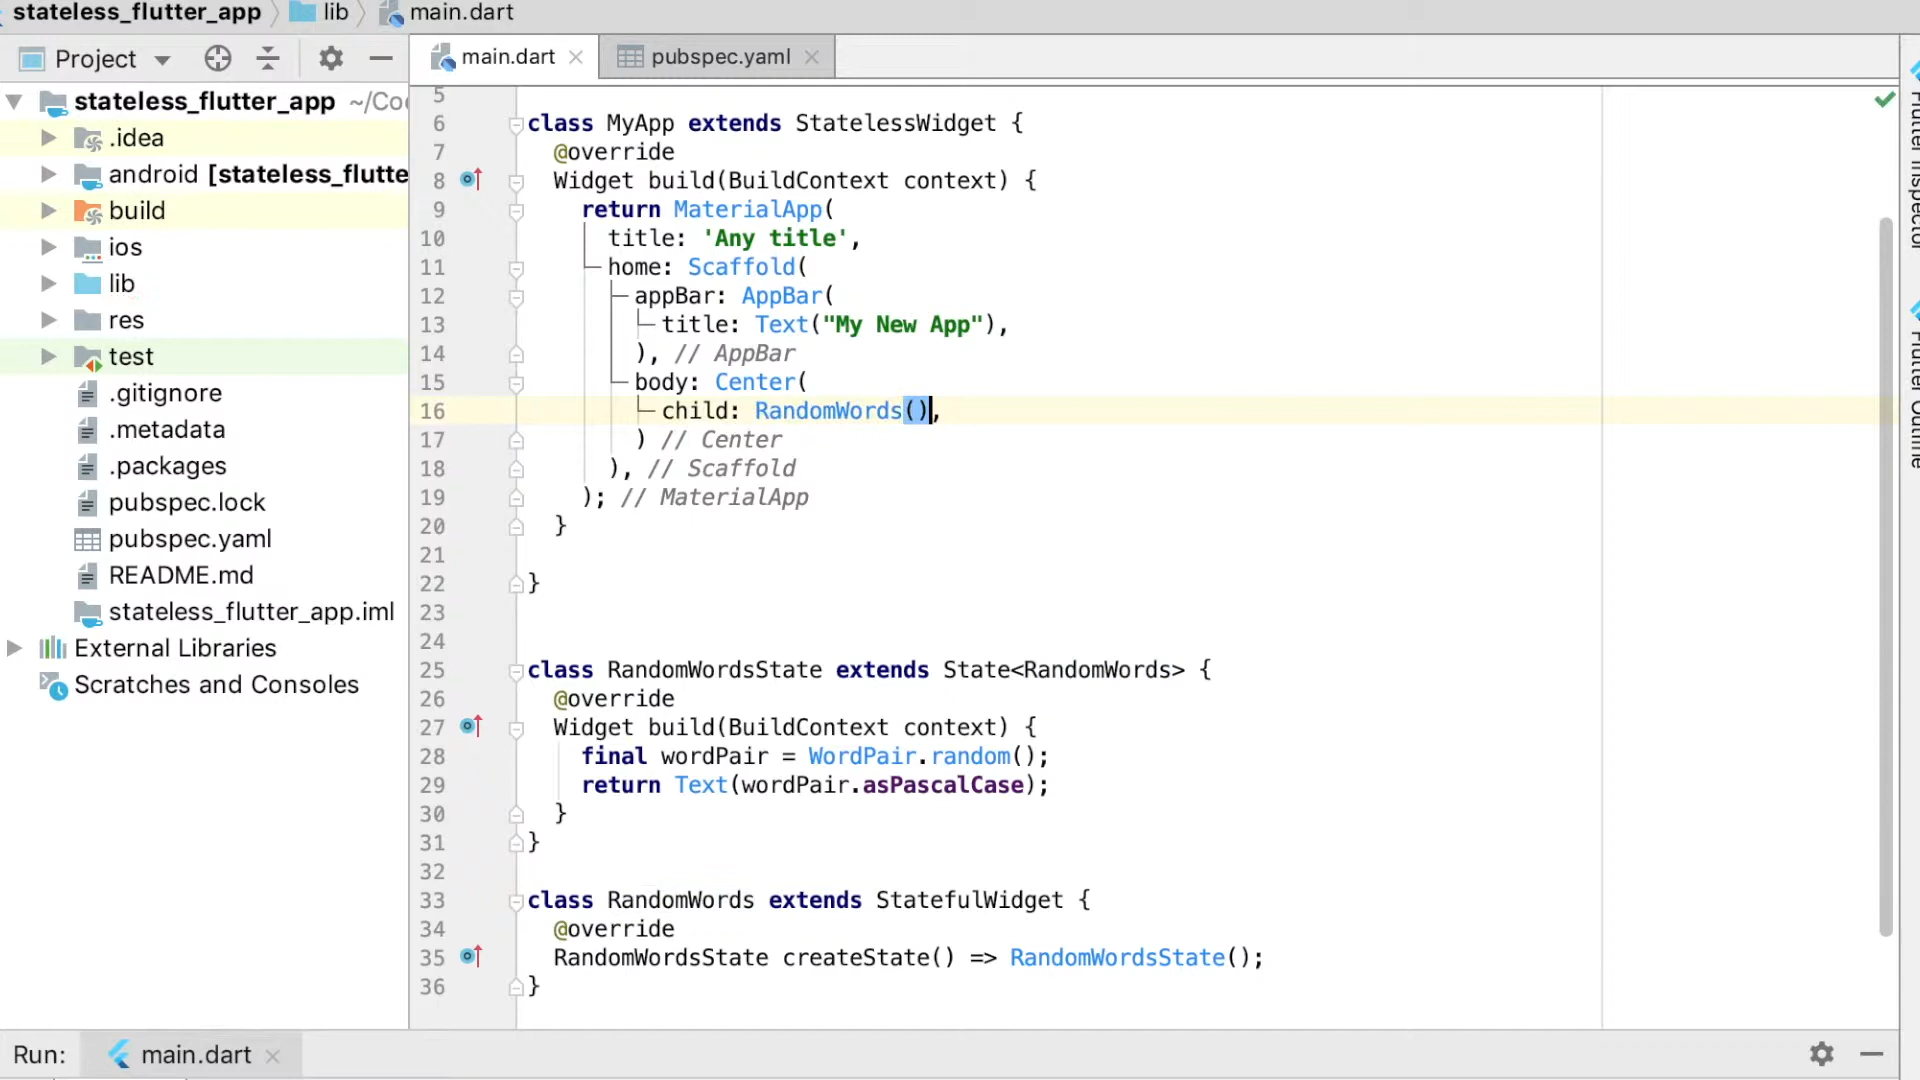 stateless_flutter_app
lib
main.dart
Project
main.dart
pubspec.yaml
stateless_flutter_app
.idea
android [stateless_flutte
build
ios
lib
res
test
.gitignore
.metadata
.packages
pubspec.lock
pubspec.yaml
README.md
stateless_flutter_app.iml
External Libraries
Scratches and Consoles
5
6 class MyApp extends StatelessWidget {
7 @override
8 Widget build(BuildContext context) {
9 return MaterialApp(
10 title: 'Any title',
11 home: Scaffold(
12 appBar: AppBar(
13 title: Text("My New App"),
14 ), // AppBar
15 body: Center(
16 child: RandomWords(),
17 ) // Center
18 ), // Scaffold
19 ); // MaterialApp
20 }
21
22 }
23
24
25 class RandomWordsState extends State<RandomWords> {
26 @override
27 Widget build(BuildContext context) {
28 final wordPair = WordPair.random();
29 return Text(wordPair.asPascalCase);
30 }
31 }
32
33 class RandomWords extends StatefulWidget {
34 @override
35 RandomWordsState createState() => RandomWordsState();
36 }
Flutter Inspector
Flutter Outline
Run:
main.dart